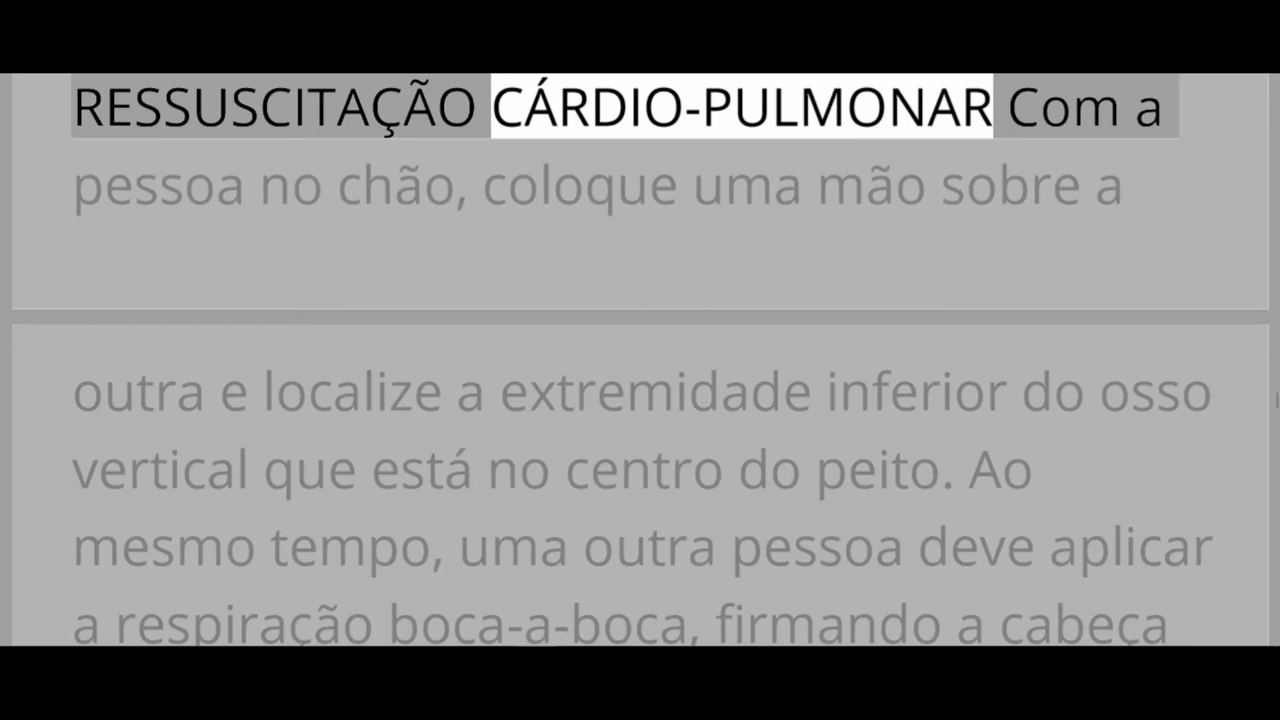 RESSUSCITAÇÃO CÁRDIO-PULMONAR Com a
pessoa no chão, coloque uma mão sobre a
outra e localize a extremidade inferior do osso
vertical que está no centro do peito. Ao
mesmo tempo, uma outra pessoa deve aplicar
a respiração boca-a-boca, firmando a cabeça